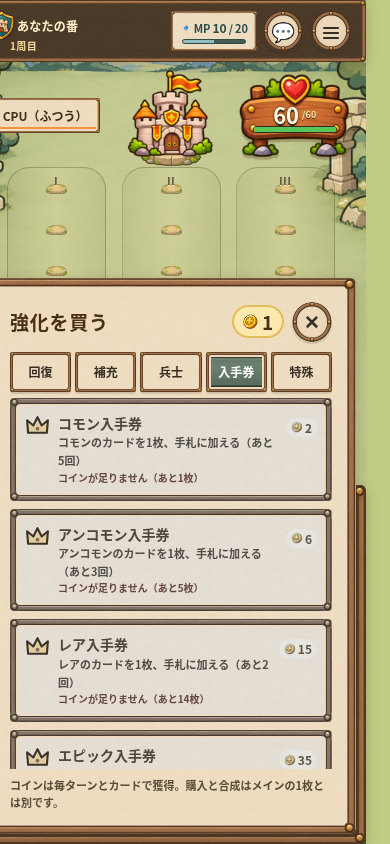 あなたの番
1周目
MP 10 / 20
CPU（ふつう）
60 /60
I
II
III
強化を買う
1
回復
補充
兵士
入手券
特殊
コモン入手券
2
コモンのカードを1枚、手札に加える（あと
5回）
コインが足りません（あと1枚）
アンコモン入手券
6
アンコモンのカードを1枚、手札に加える
（あと3回）
コインが足りません（あと5枚）
レア入手券
15
レアのカードを1枚、手札に加える（あと2
回）
コインが足りません（あと14枚）
エピック入手券
35
コインは毎ターンとカードで獲得。購入と合成はメインの1枚と
は別です。